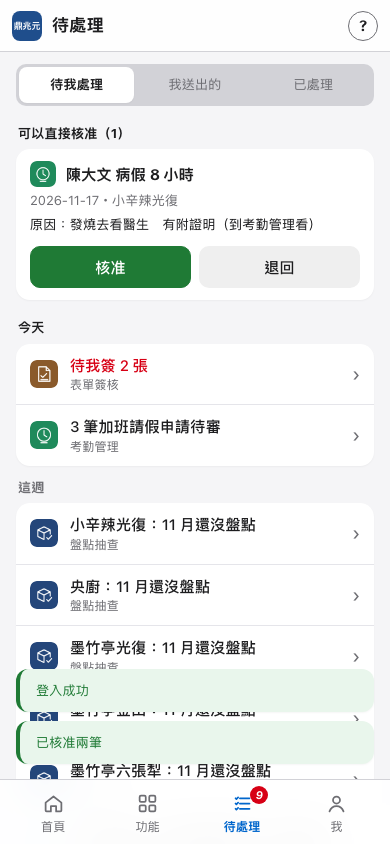 鼎兆元
待處理
?
待我處理
我送出的
已處理
可以直接核准（1）
陳大文 病假 8 小時
2026-11-17・小辛辣光復
原因：發燒去看醫生　有附證明（到考勤管理看）
核准
退回
今天
待我簽 2 張
表單簽核
3 筆加班請假申請待審
考勤管理
這週
小辛辣光復：11 月還沒盤點
盤點抽查
央廚：11 月還沒盤點
盤點抽查
墨竹亭光復：11 月還沒盤點
盤點抽查
登入成功
已核准兩筆
墨竹亭六張犁：11 月還沒盤點
首頁
功能
9
待處理
我